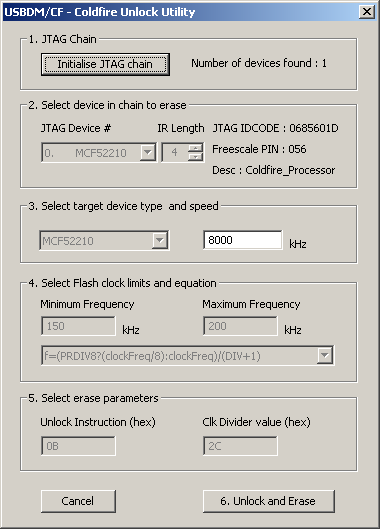 USBDM/CF - Coldfire Unlock Utility
1. JTAG Chain
Initialise JTAG chain
Number of devices found : 1
2. Select device in chain to erase
JTAG Device # IR Length JTAG IDCODE : 0685601D
0. MCF52210 4 Freescale PIN : 056
Desc : Coldfire_Processor
3. Select target device type and speed
MCF52210 8000 kHz
4. Select Flash clock limits and equation
Minimum Frequency Maximum Frequency
150 kHz 200 kHz
f=(PRDIV8?(clockFreq/8):clockFreq)/(DIV+1)
5. Select erase parameters
Unlock Instruction (hex) Clk Divider value (hex)
0B 2C
Cancel 6. Unlock and Erase